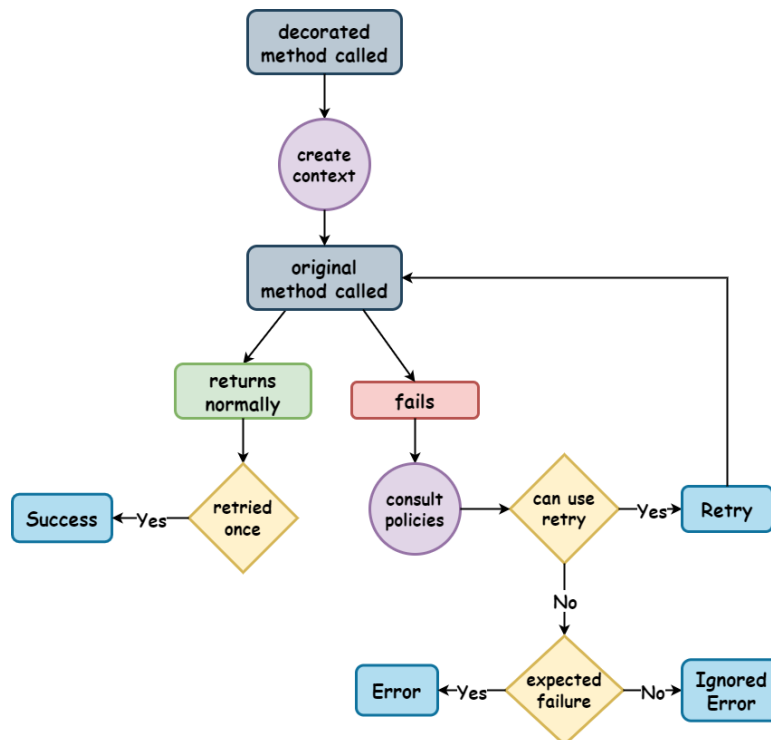 decorated
method called
create
context
original
method called
returns
normally
fails
Success
Yes
retried
once
consult
policies
can use
retry
Yes
Retry
No
Error
Yes
expected
failure
No
Ignored
Error